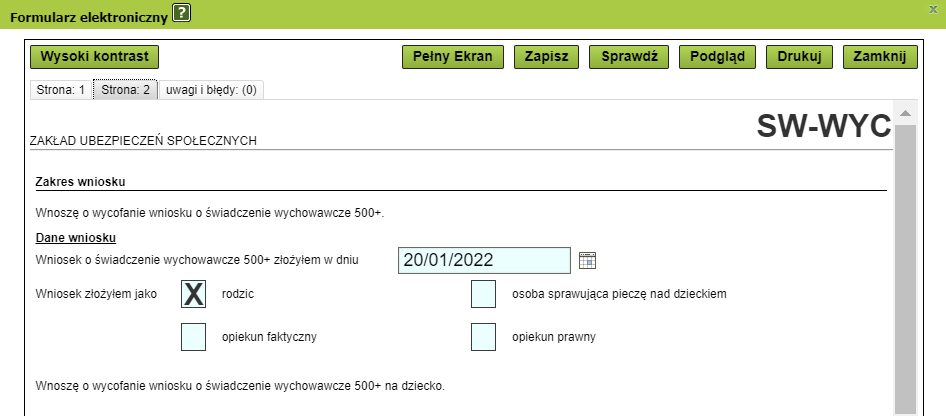 Formularz elektroniczny ?
x
Wysoki kontrast Pełny Ekran Zapisz Sprawdź Podgląd Drukuj Zamknij
Strona: 1 Strona: 2 uwagi i błędy: (0)
SW-WYC
ZAKŁAD UBEZPIECZEŃ SPOŁECZNYCH
Zakres wniosku
Wnoszę o wycofanie wniosku o świadczenie wychowawcze 500+.
Dane wniosku
Wniosek o świadczenie wychowawcze 500+ złożyłem w dniu 20/01/2022
Wniosek złożyłem jako X rodzic osoba sprawująca pieczę nad dzieckiem
opiekun faktyczny opiekun prawny
Wnoszę o wycofanie wniosku o świadczenie wychowawcze 500+ na dziecko.